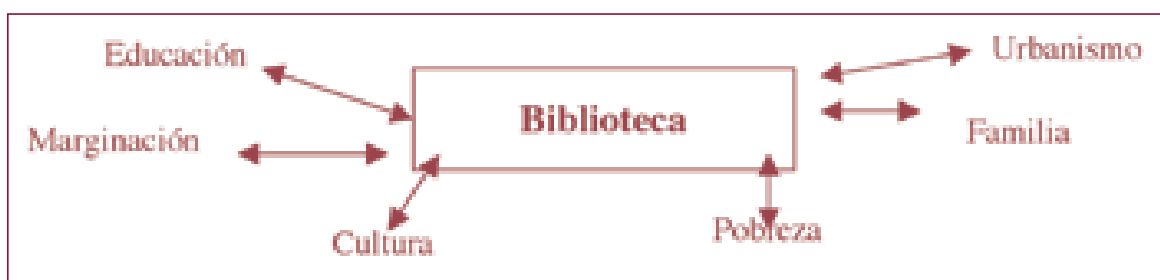 Educación
Urbanismo
Biblioteca
Marginación
Familia
Cultura
Pobreza